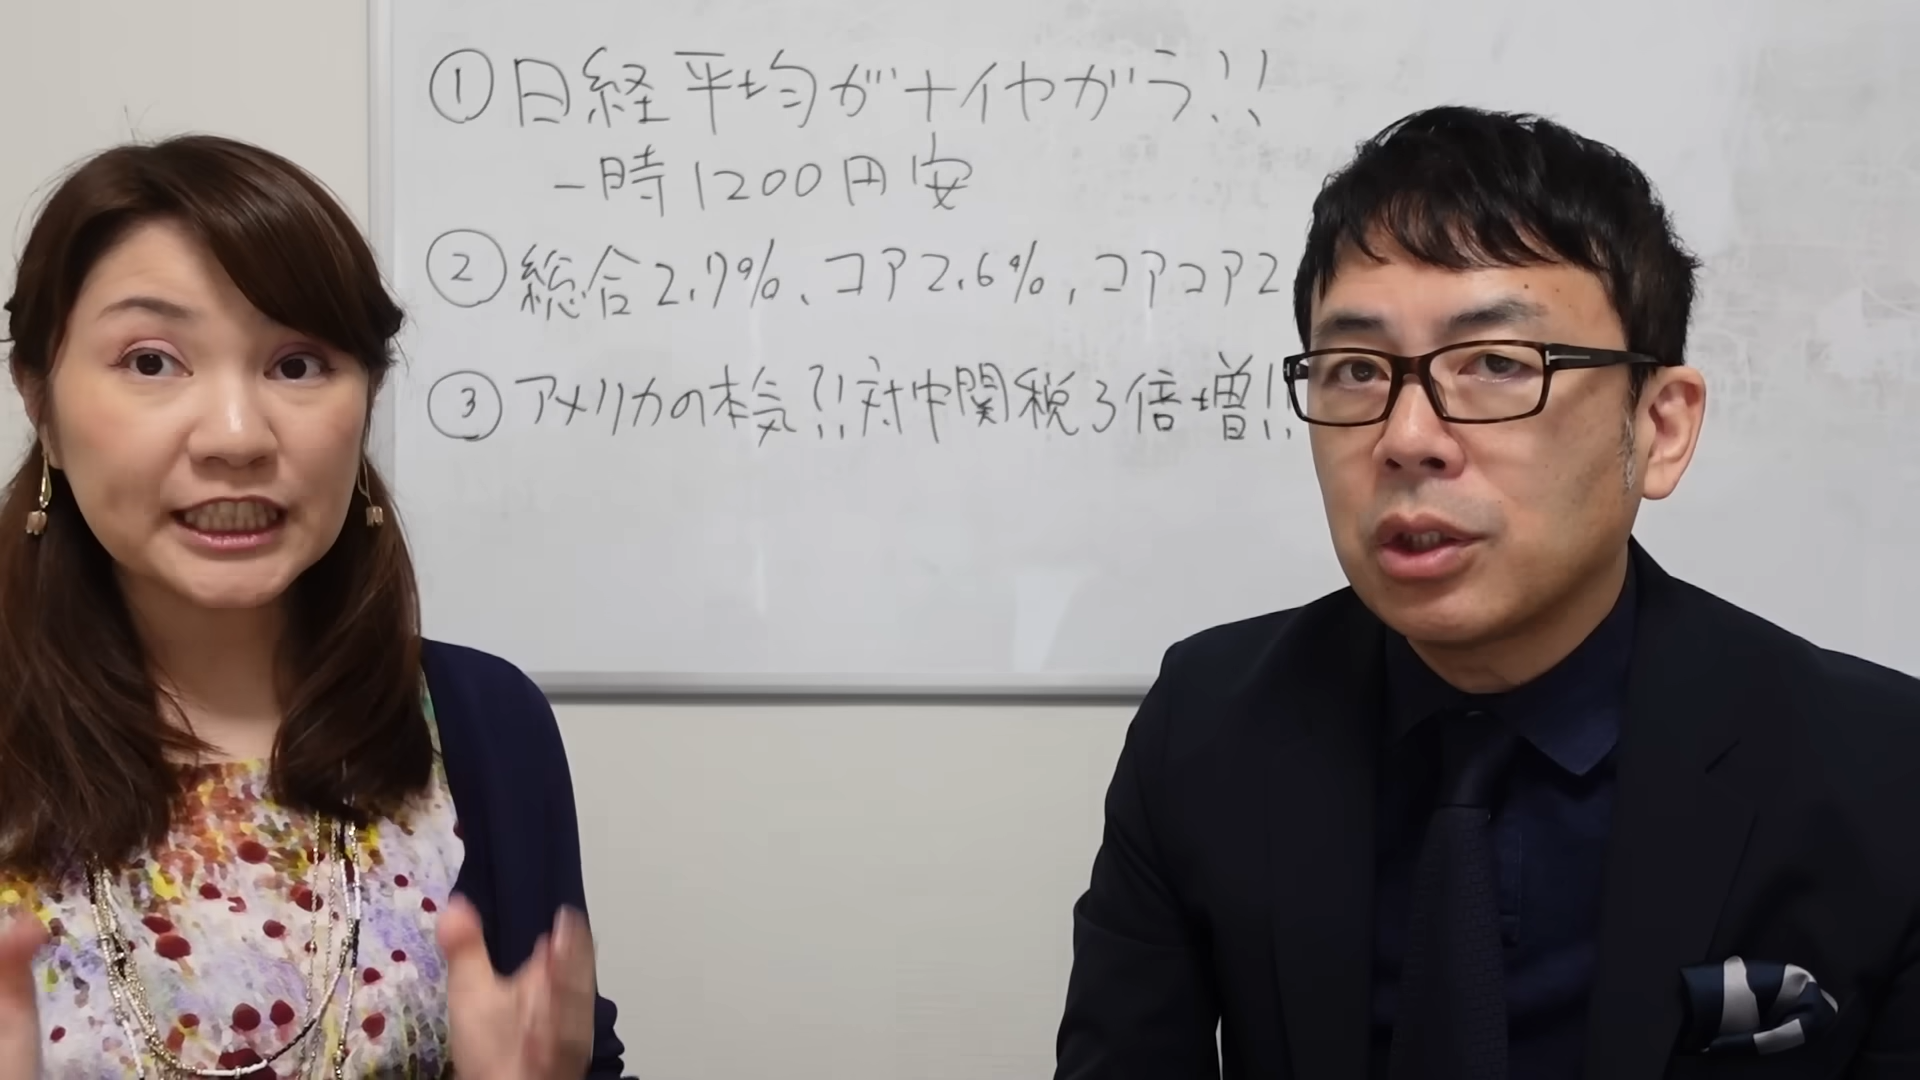 ① 日経平均がナイヤガラ!!
一時1200円安
② 総合2.7%、コア2.6%,コアコア2
③ アメリカの本気?!対中関税3倍増!!